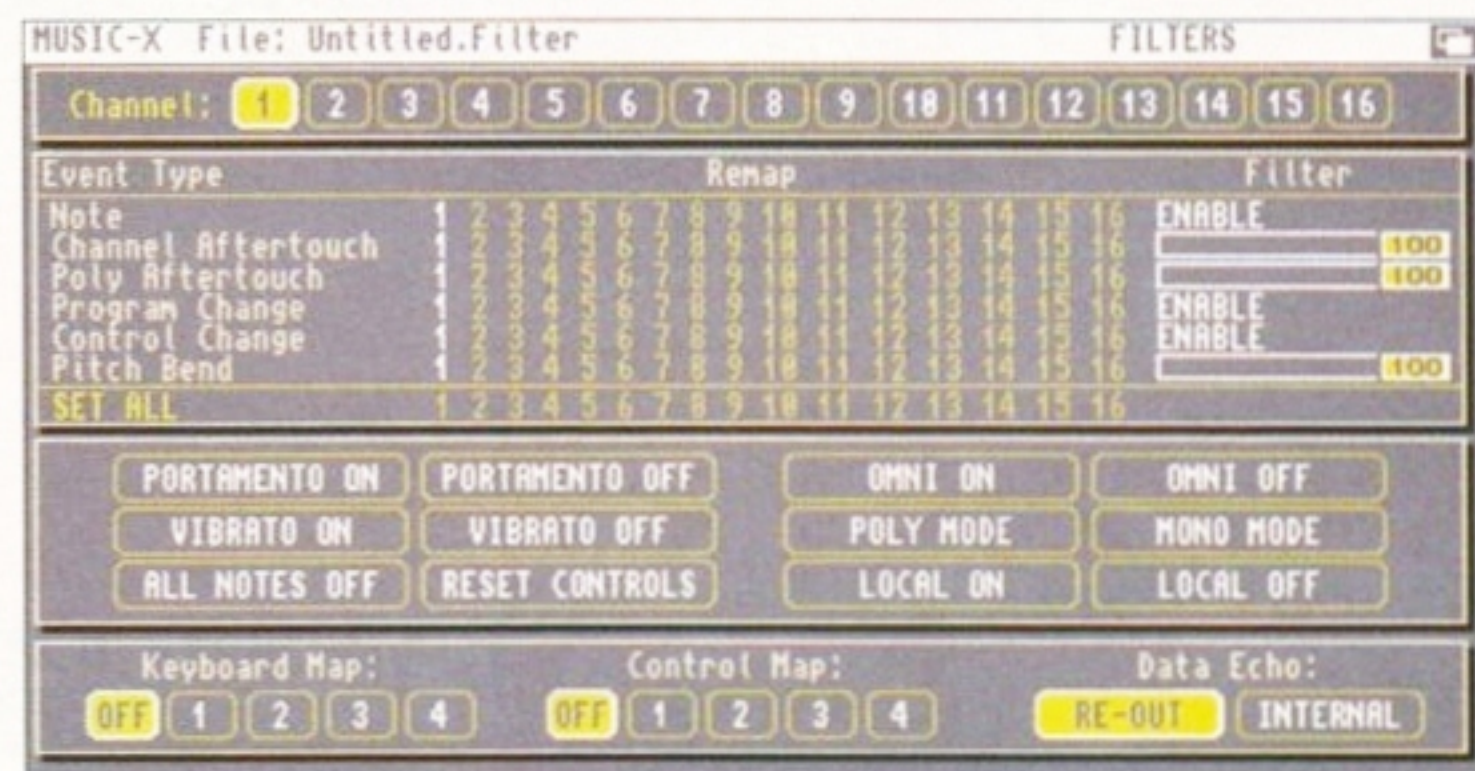 MUSIC-X File: Untitled.Filter FILTERS
Channel: 1 2 3 4 5 6 7 8 9 10 11 12 13 14 15 16
Event Type Remap Filter
Note 1 2 3 4 5 6 7 8 9 10 11 12 13 14 15 16 ENABLE
Channel Aftertouch 1 2 3 4 5 6 7 8 9 10 11 12 13 14 15 16 100
Poly Aftertouch 1 2 3 4 5 6 7 8 9 10 11 12 13 14 15 16 100
Program Change 1 2 3 4 5 6 7 8 9 10 11 12 13 14 15 16 ENABLE
Control Change 1 2 3 4 5 6 7 8 9 10 11 12 13 14 15 16 ENABLE
Pitch Bend 1 2 3 4 5 6 7 8 9 10 11 12 13 14 15 16 100
SET ALL 1 2 3 4 5 6 7 8 9 10 11 12 13 14 15 16
PORTAMENTO ON PORTAMENTO OFF OMNI ON OMNI OFF
VIBRATO ON VIBRATO OFF POLY MODE MONO MODE
ALL NOTES OFF RESET CONTROLS LOCAL ON LOCAL OFF
Keyboard Map: Control Map: Data Echo:
OFF 1 2 3 4 OFF 1 2 3 4 RE-OUT INTERNAL